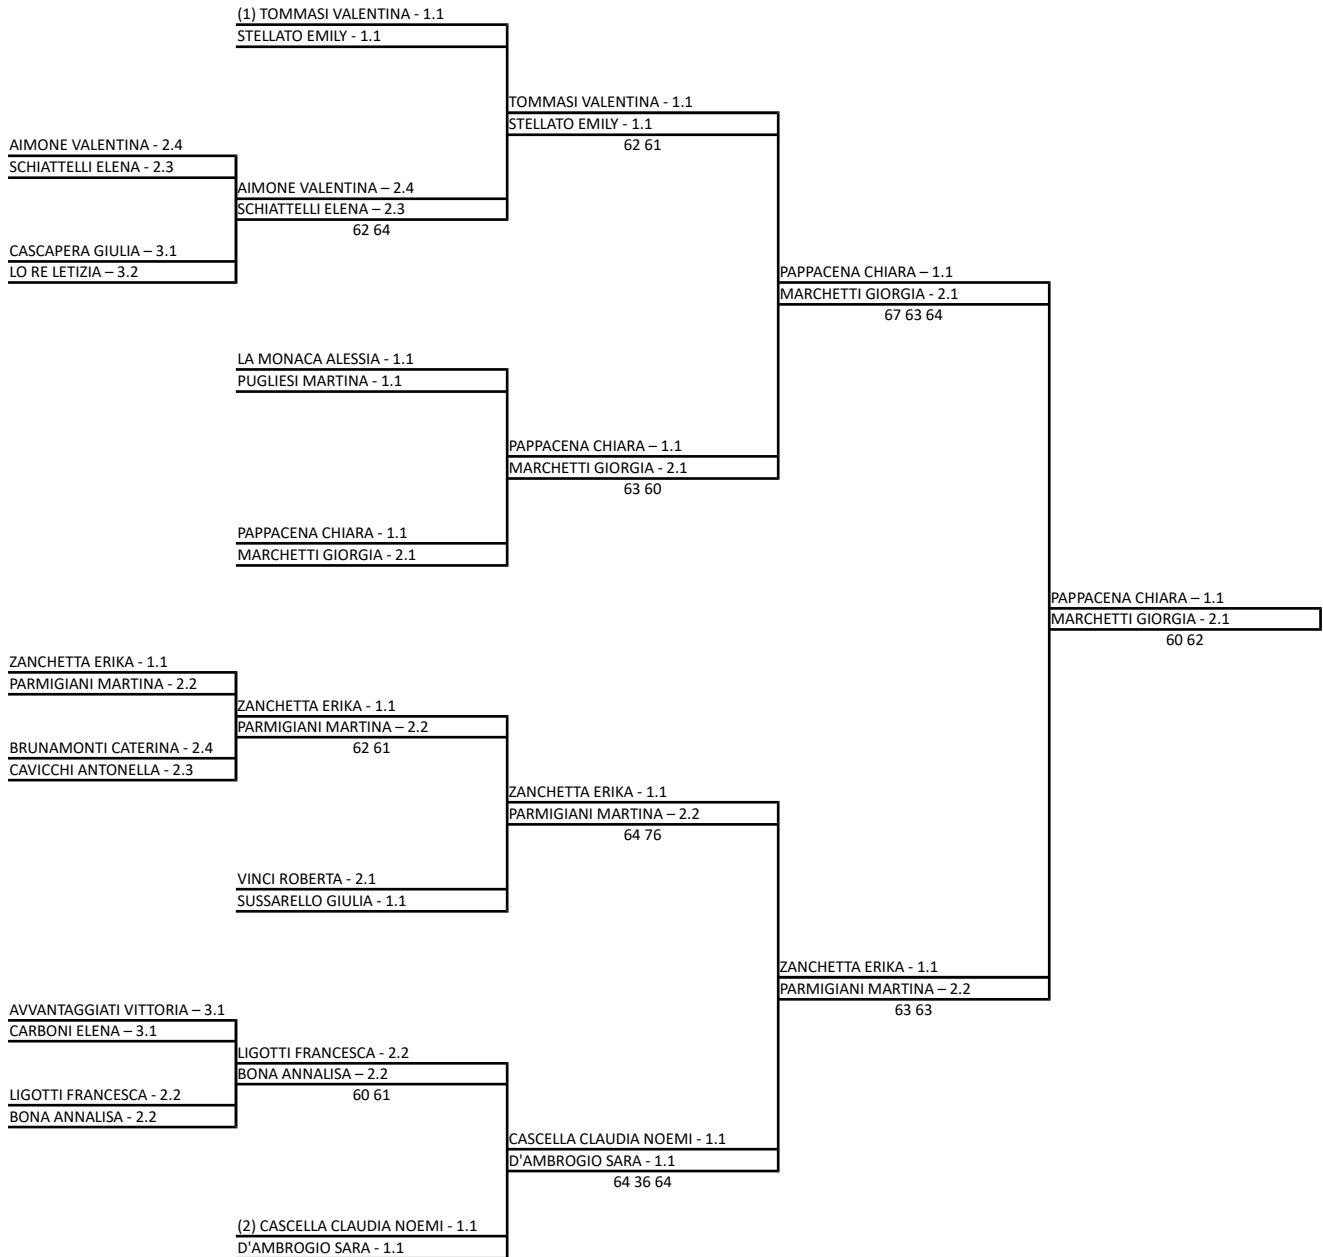 (1) TOMMASI VALENTINA - 1.1
STELLATO EMILY - 1.1
TOMMASI VALENTINA - 1.1
STELLATO EMILY - 1.1
62 61
AIMONE VALENTINA - 2.4
SCHIATTELLI ELENA - 2.3
AIMONE VALENTINA – 2.4
SCHIATTELLI ELENA – 2.3
62 64
CASCAPERA GIULIA – 3.1
LO RE LETIZIA – 3.2
PAPPACENA CHIARA – 1.1
MARCHETTI GIORGIA - 2.1
67 63 64
LA MONACA ALESSIA - 1.1
PUGLIESI MARTINA - 1.1
PAPPACENA CHIARA – 1.1
MARCHETTI GIORGIA - 2.1
63 60
PAPPACENA CHIARA - 1.1
MARCHETTI GIORGIA - 2.1
PAPPACENA CHIARA – 1.1
MARCHETTI GIORGIA - 2.1
60 62
ZANCHETTA ERIKA - 1.1
PARMIGIANI MARTINA - 2.2
ZANCHETTA ERIKA - 1.1
PARMIGIANI MARTINA – 2.2
62 61
BRUNAMONTI CATERINA - 2.4
CAVICCHI ANTONELLA - 2.3
ZANCHETTA ERIKA - 1.1
PARMIGIANI MARTINA – 2.2
64 76
VINCI ROBERTA - 2.1
SUSSARELLO GIULIA - 1.1
ZANCHETTA ERIKA - 1.1
PARMIGIANI MARTINA – 2.2
63 63
AVVANTAGGIATI VITTORIA – 3.1
CARBONI ELENA – 3.1
LIGOTTI FRANCESCA - 2.2
BONA ANNALISA – 2.2
60 61
LIGOTTI FRANCESCA - 2.2
BONA ANNALISA - 2.2
CASCELLA CLAUDIA NOEMI - 1.1
D'AMBROGIO SARA - 1.1
64 36 64
(2) CASCELLA CLAUDIA NOEMI - 1.1
D'AMBROGIO SARA - 1.1